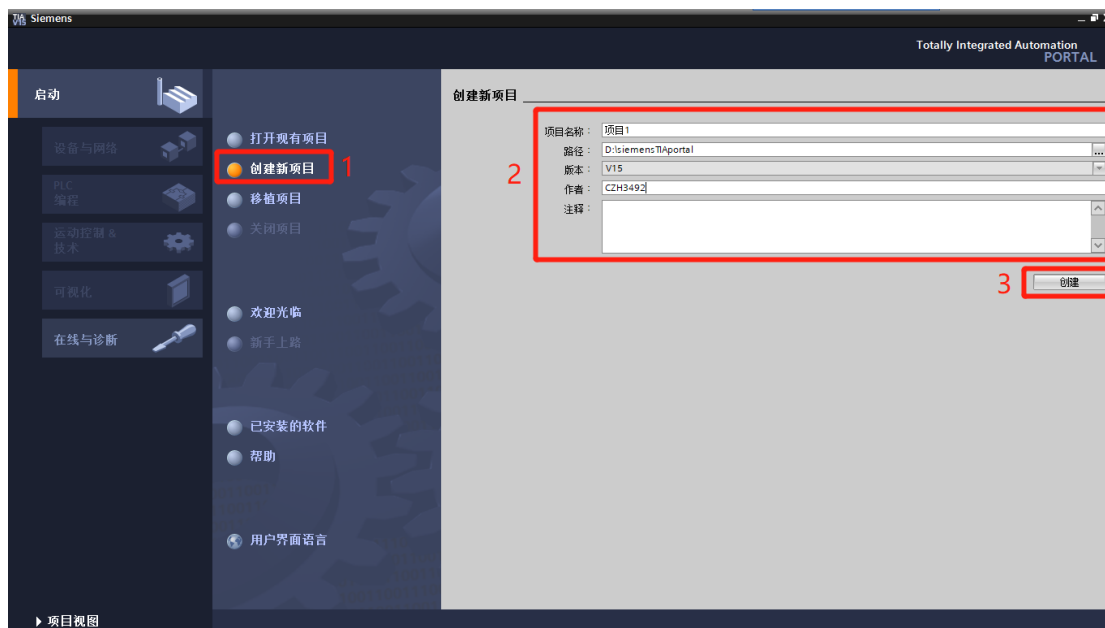 Siemens
Totally Integrated Automation
PORTAL
启动
设备与网络
PLC
编程
运动控制 &
技术
可视化
在线与诊断
打开现有项目
创建新项目
1
移植项目
关闭项目
欢迎光临
新手上路
已安装的软件
帮助
用户界面语言
创建新项目
项目名称：
项目1
路径：
D:\siemensTIAportal
...
版本：
V15
2
作者：
CZH3492
注释：
3
创建
项目视图